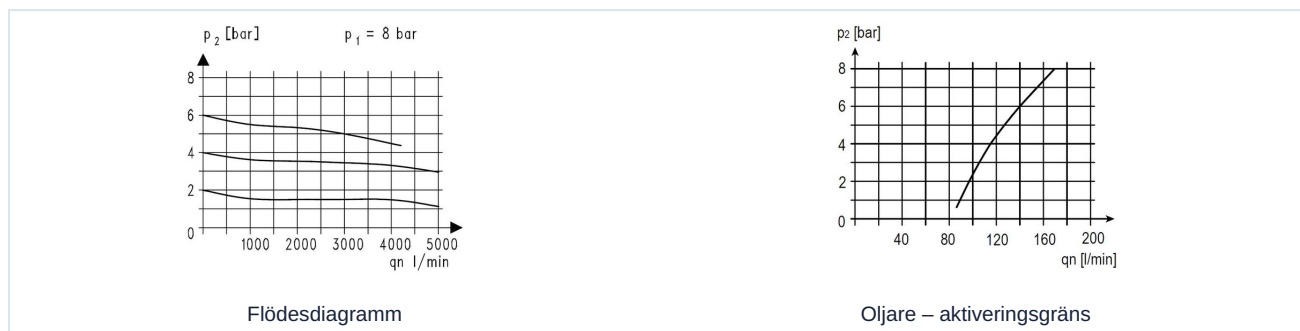 p 2 [bar] p 1 = 8 bar
8
6
4
2
0
1000 2000 3000 4000 5000
qn l/min
Flödesdiagramm
p2 [bar]
8
6
4
2
0
40 80 120 160 200
qn [l/min]
Oljare – aktiveringsgräns